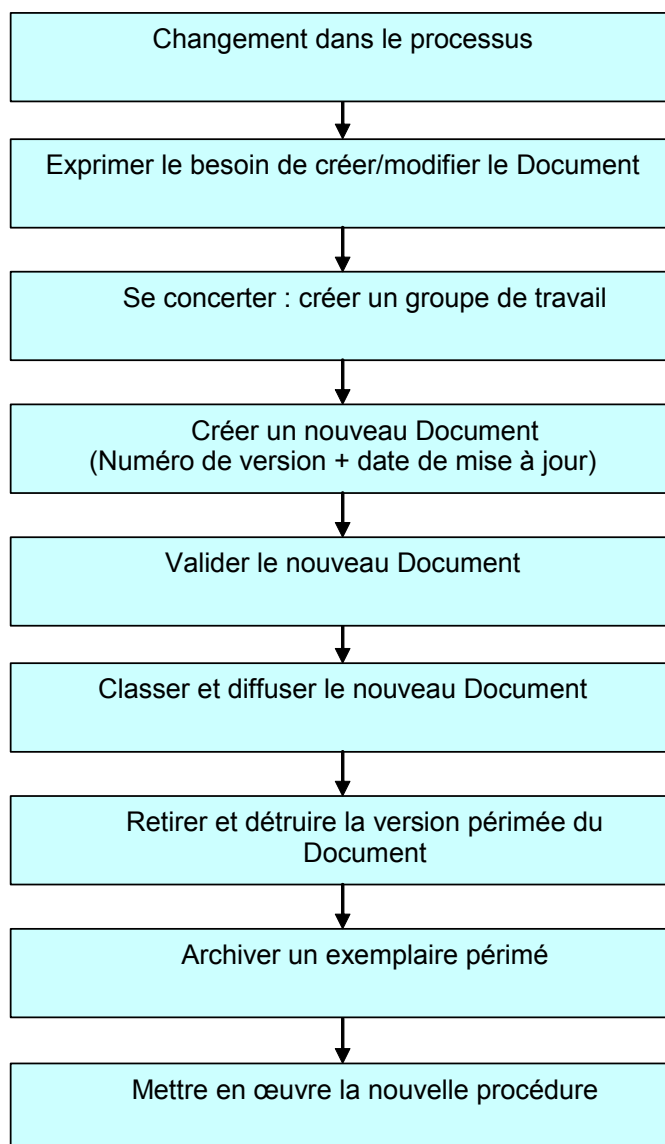 Changement dans le processus
Exprimer le besoin de créer/modifier le Document
Se concerter : créer un groupe de travail
Créer un nouveau Document
(Numéro de version + date de mise à jour)
Valider le nouveau Document
Classer et diffuser le nouveau Document
Retirer et détruire la version périmée du
Document
Archiver un exemplaire périmé
Mettre en œuvre la nouvelle procédure